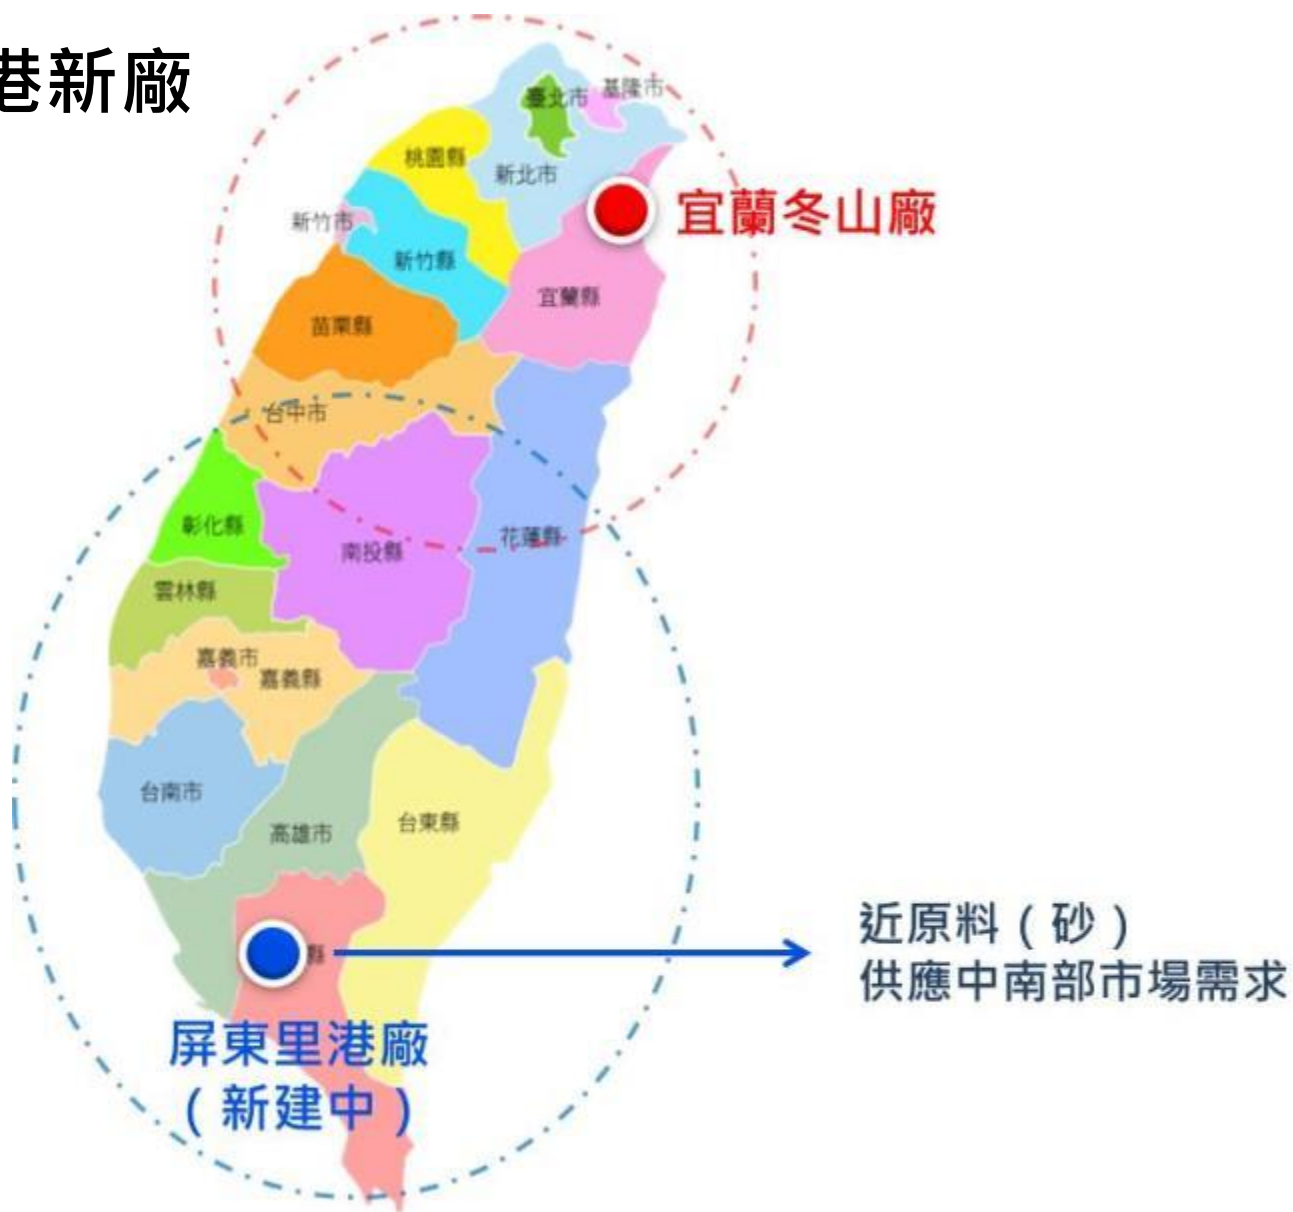 港新廠
臺北市
基隆市
桃園縣
新北市
新竹市
宜蘭冬山廠
新竹縣
宜蘭縣
苗栗縣
台中市
彰化縣
南投縣
花蓮縣
雲林縣
嘉義市
嘉義縣
台南市
台東縣
高雄市
縣
近原料（砂）
供應中南部市場需求
屏東里港廠
（新建中）